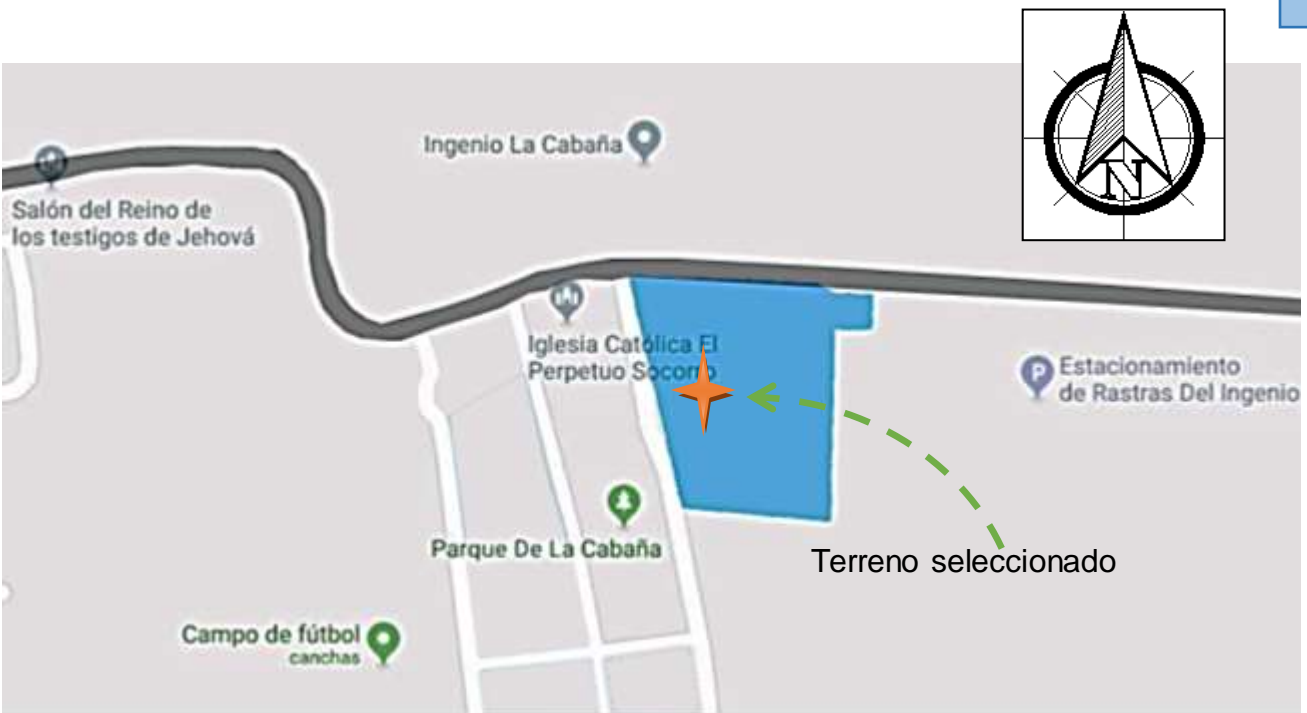 N
Ingenio La Cabaña
Salón del Reino de
los testigos de Jehová
Iglesia Católica El
Perpetuo Socorro
P
Estacionamiento
de Rastras Del Ingenio
Parque De La Cabaña
Terreno seleccionado
Campo de fútbol
canchas